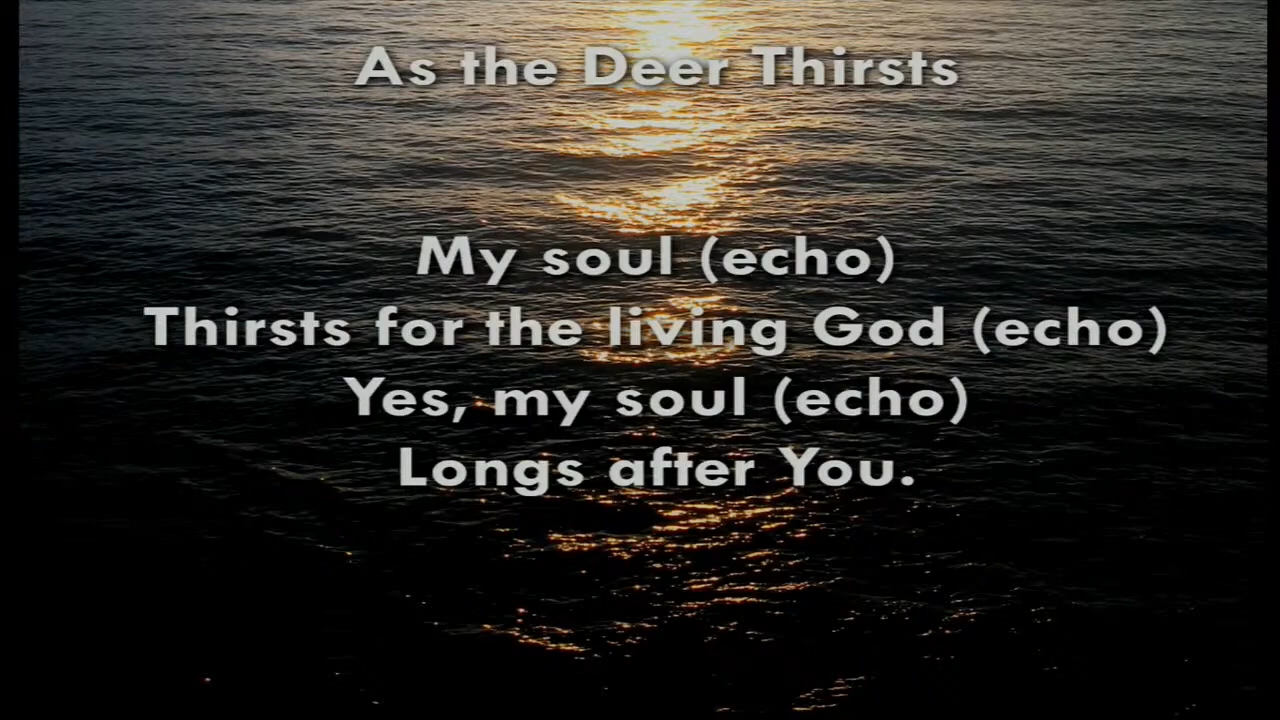 As the Deer Thirsts
My soul (echo)
Thirsts for the living God (echo)
Yes, my soul (echo)
Longs after You.